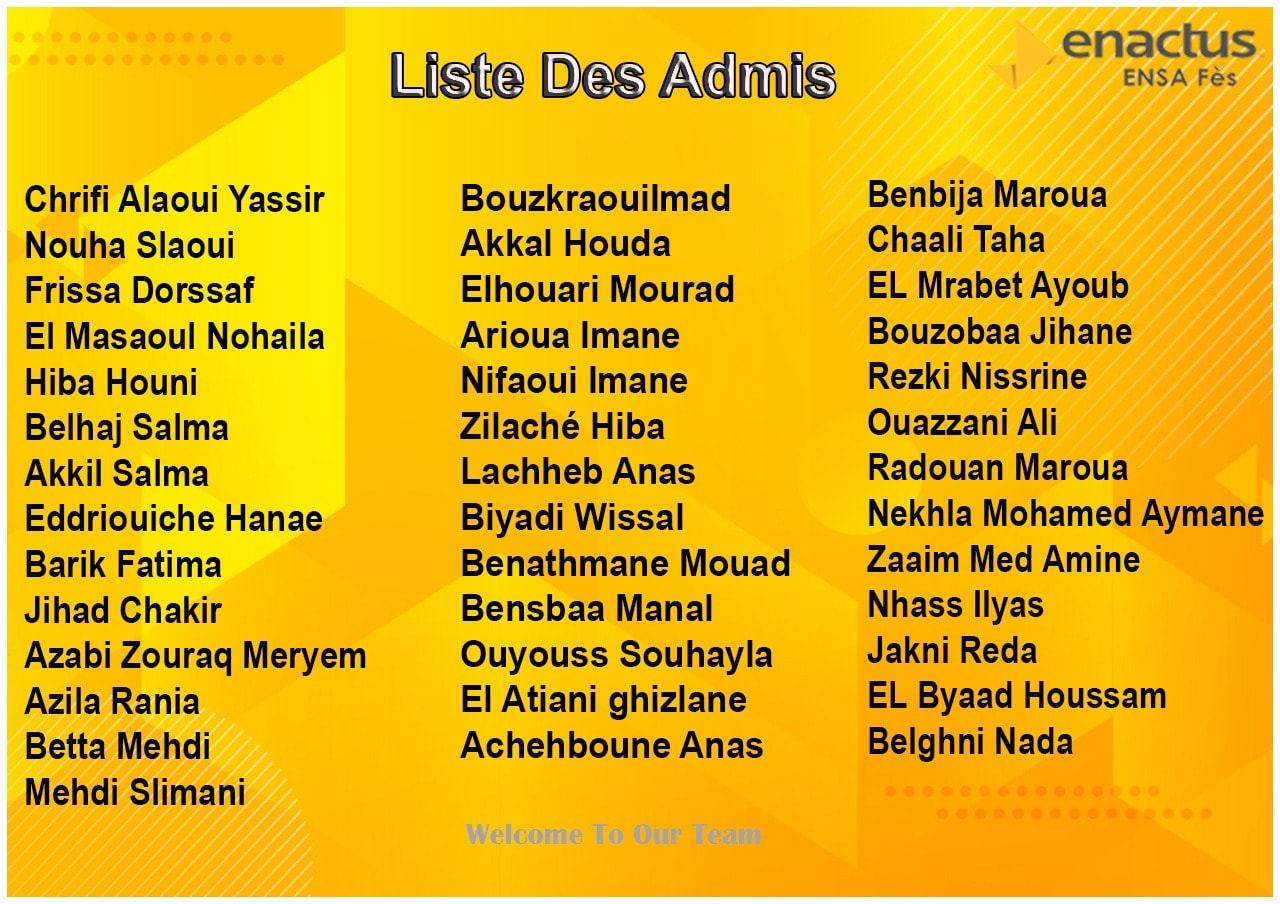 enactus
ENSA Fès
Liste Des Admis
Chrifi Alaoui Yassir
Nouha Slaoui
Frissa Dorssaf
El Masaoul Nohaila
Hiba Houni
Belhaj Salma
Akkil Salma
Eddriouiche Hanae
Barik Fatima
Jihad Chakir
Azabi Zouraq Meryem
Azila Rania
Betta Mehdi
Mehdi Slimani
Bouzkraouilmad
Akkal Houda
Elhouari Mourad
Arioua Imane
Nifaoui Imane
Zilaché Hiba
Lachheb Anas
Biyadi Wissal
Benathmane Mouad
Bensbaa Manal
Ouyouss Souhayla
El Atiani ghizlane
Achehboune Anas
Benbija Maroua
Chaali Taha
EL Mrabet Ayoub
Bouzobaa Jihane
Rezki Nissrine
Ouazzani Ali
Radouan Maroua
Nekhla Mohamed Aymane
Zaaim Med Amine
Nhass Ilyas
Jakni Reda
EL Byaad Houssam
Belghni Nada
Welcome To Our Team